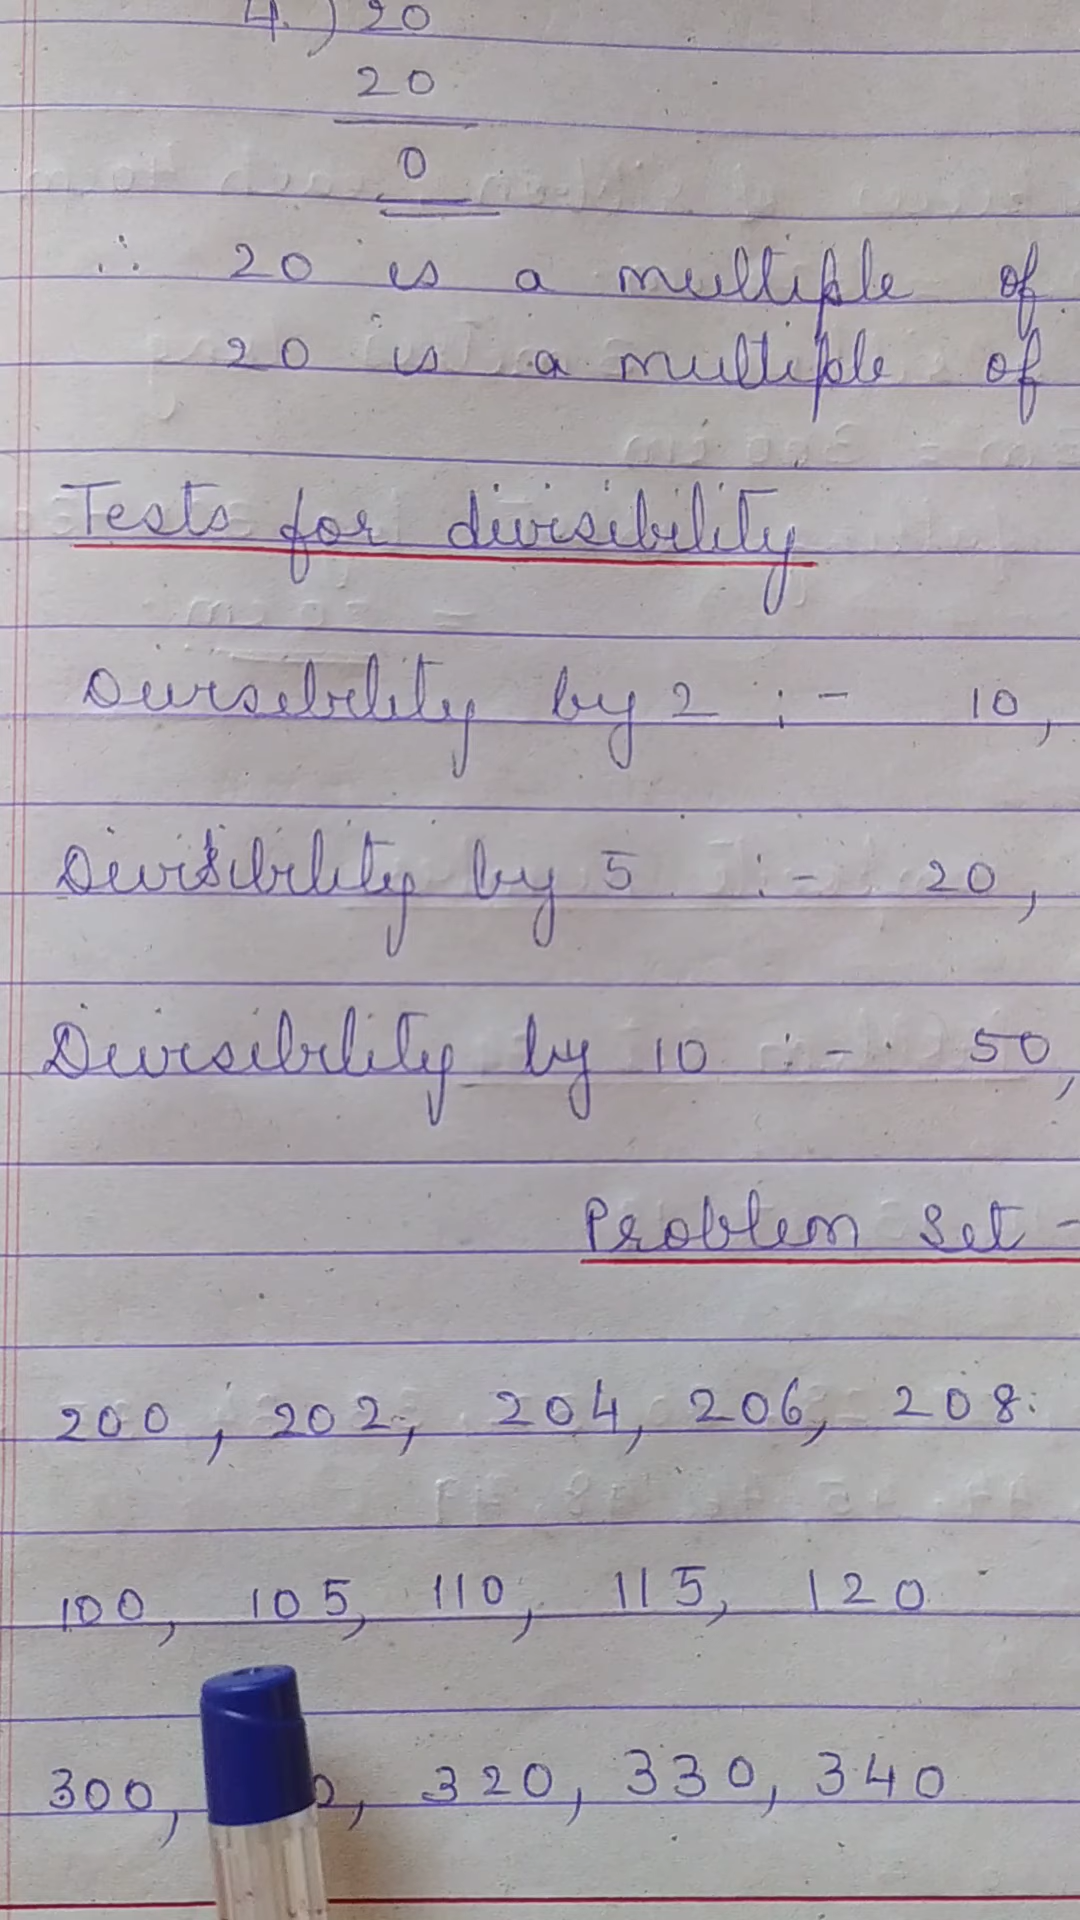 4.) 20
20
0
∴ 20 is a multiple of
20 is a multiple of
Tests for divisibility
Divisibility by 2 :- 10,
Divisibility by 5 :- 20,
Divisibility by 10 :- 50,
Problem Set -
200, 202, 204, 206, 208.
100, 105, 110, 115, 120
300, 320, 330, 340